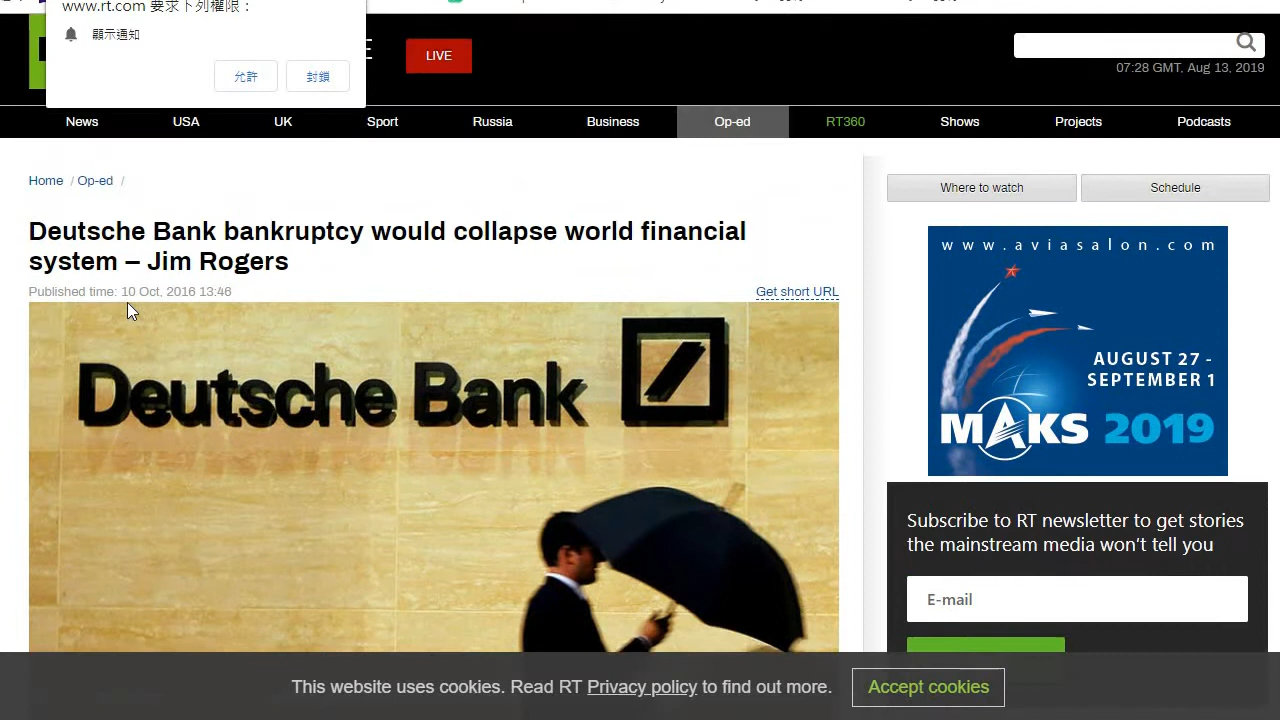 www.rt.com 要求下列權限：
顯示通知
允許
封鎖
LIVE
07:28 GMT, Aug 13, 2019
News
USA
UK
Sport
Russia
Business
Op-ed
RT360
Shows
Projects
Podcasts
Home / Op-ed /
Deutsche Bank bankruptcy would collapse world financial
system – Jim Rogers
Published time: 10 Oct, 2016 13:46
Get short URL
Deutsche Bank
Where to watch
Schedule
www.aviasalon.com
AUGUST 27 -
SEPTEMBER 1
MAKS 2019
Subscribe to RT newsletter to get stories
the mainstream media won't tell you
E-mail
This website uses cookies. Read RT Privacy policy to find out more.
Accept cookies